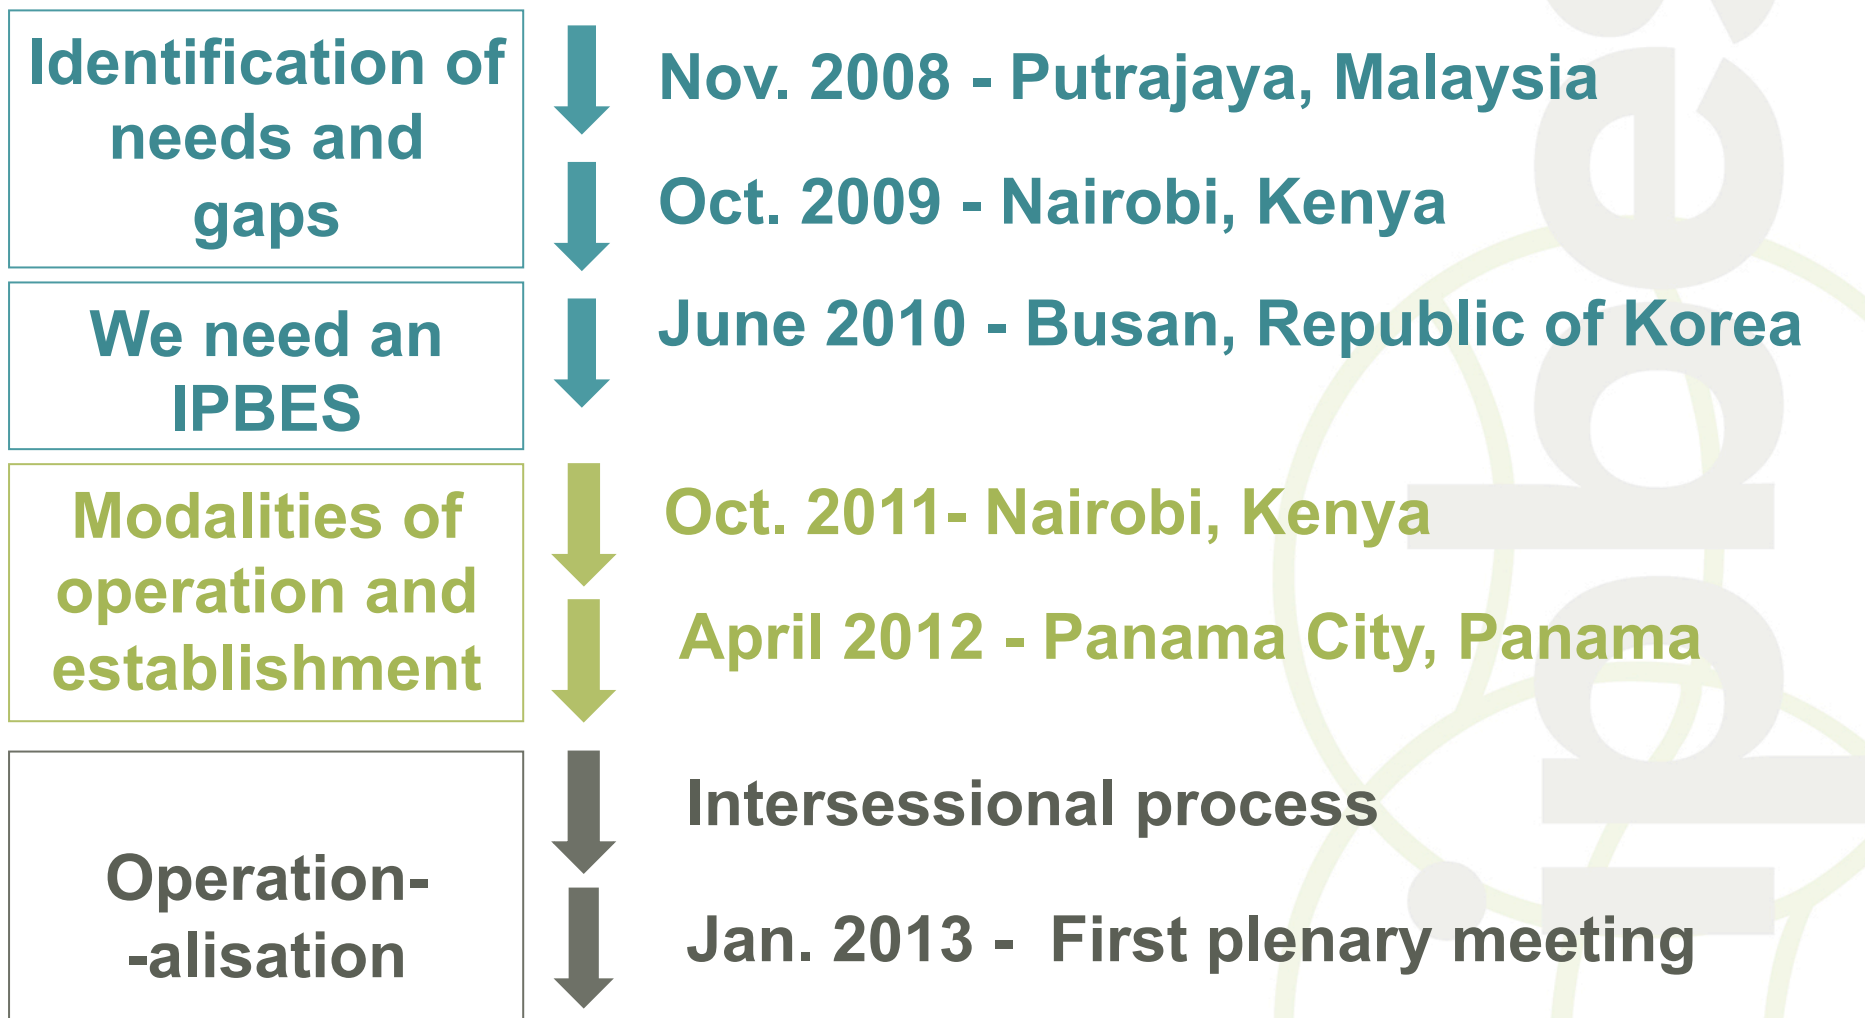 Identification of
needs and
gaps
Nov. 2008 - Putrajaya, Malaysia
Oct. 2009 - Nairobi, Kenya
We need an
IPBES
June 2010 - Busan, Republic of Korea
Modalities of
operation and
establishment
Oct. 2011- Nairobi, Kenya
April 2012 - Panama City, Panama
Operation-
-alisation
Intersessional process
Jan. 2013 -  First plenary meeting
ipbes